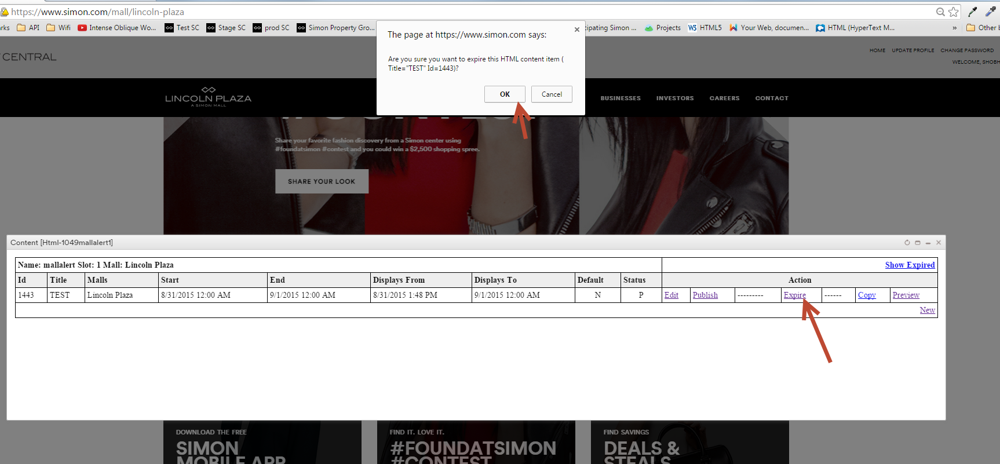 https://www.simon.com/mall/lincoln-plaza
rks API Wifi Intense Oblique Wo... Test SC Stage SC prod SC Simon Property Gro... cipating Simon ... Projects W3 HTML5 Your Web, documen... HTML (HyperText M... » Other b
The page at https://www.simon.com says:
Are you sure you want to expire this HTML content item (
Title="TEST" Id=1443)?
OK Cancel
CENTRAL
HOME UPDATE PROFILE CHANGE PASSWORD
WELCOME, SHOBH
LINCOLN PLAZA
A SIMON MALL
BUSINESSES INVESTORS CAREERS CONTACT
Share your favorite fashion discovery from a Simon center using
#foundatsimon #contest and you could win a $2,500 shopping spree.
SHARE YOUR LOOK
Content [Html-1049mallalert1]
Name: mallalert Slot: 1 Mall: Lincoln Plaza Show Expired
Id Title Malls Start End Displays From Displays To Default Status Action
1443 TEST Lincoln Plaza 8/31/2015 12:00 AM 9/1/2015 12:00 AM 8/31/2015 1:48 PM 9/1/2015 12:00 AM N P Edit Publish --------- Expire ------ Copy Preview
New
DOWNLOAD THE FREE
SIMON
MOBILE APP
FIND IT. LOVE IT.
#FOUNDATSIMON
#CONTEST
FIND SAVINGS
DEALS &
STEALS